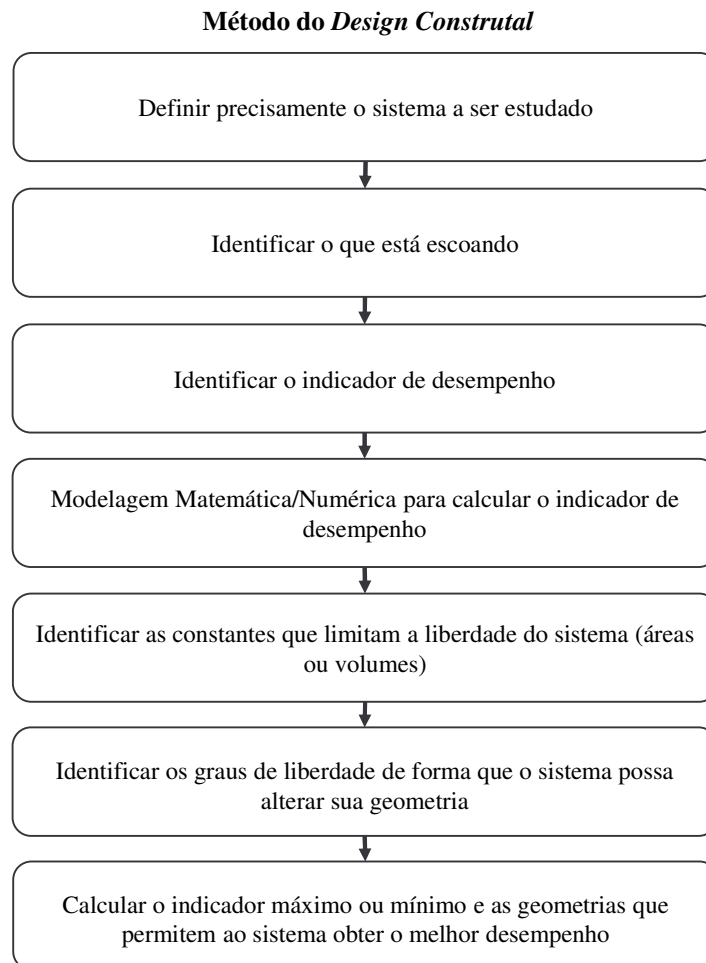 Método do Design Construtal
Definir precisamente o sistema a ser estudado
Identificar o que está escoando
Identificar o indicador de desempenho
Modelagem Matemática/Numérica para calcular o indicador de
desempenho
Identificar as constantes que limitam a liberdade do sistema (áreas
ou volumes)
Identificar os graus de liberdade de forma que o sistema possa
alterar sua geometria
Calcular o indicador máximo ou mínimo e as geometrias que
permitem ao sistema obter o melhor desempenho